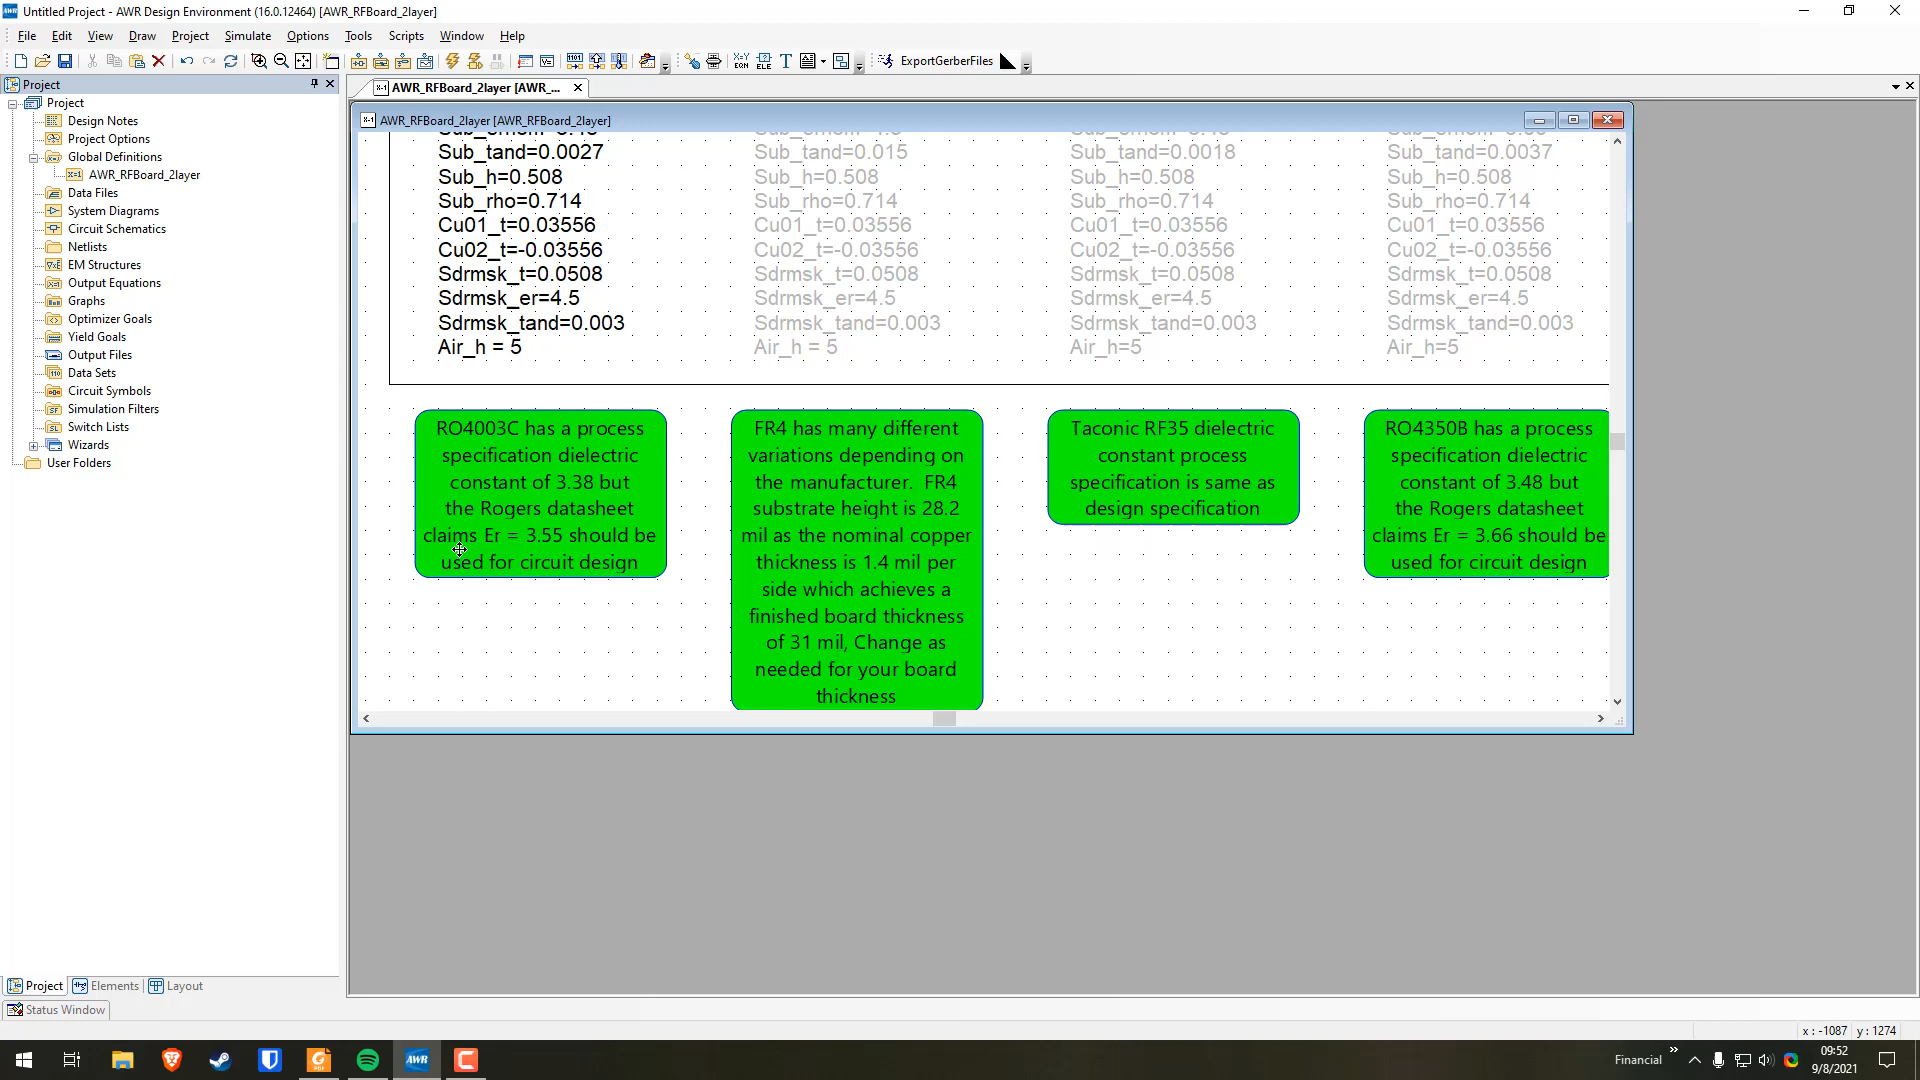 Untitled Project - AWR Design Environment (16.0.12464) [AWR_RFBoard_2layer]
File Edit View Draw Project Simulate Options Tools Scripts Window Help
ExportGerberFiles
Project
Project
Design Notes
Project Options
Global Definitions
AWR_RFBoard_2layer
Data Files
System Diagrams
Circuit Schematics
Netlists
EM Structures
Output Equations
Graphs
Optimizer Goals
Yield Goals
Output Files
Data Sets
Circuit Symbols
Simulation Filters
Switch Lists
Wizards
User Folders
Project Elements Layout
Status Window
AWR_RFBoard_2layer [AWR_...
AWR_RFBoard_2layer [AWR_RFBoard_2layer]
Sub_tand=0.0027
Sub_h=0.508
Sub_rho=0.714
Cu01_t=0.03556
Cu02_t=-0.03556
Sdrmsk_t=0.0508
Sdrmsk_er=4.5
Sdrmsk_tand=0.003
Air_h = 5
Sub_tand=0.015
Sub_h=0.508
Sub_rho=0.714
Cu01_t=0.03556
Cu02_t=-0.03556
Sdrmsk_t=0.0508
Sdrmsk_er=4.5
Sdrmsk_tand=0.003
Air_h = 5
Sub_tand=0.0018
Sub_h=0.508
Sub_rho=0.714
Cu01_t=0.03556
Cu02_t=-0.03556
Sdrmsk_t=0.0508
Sdrmsk_er=4.5
Sdrmsk_tand=0.003
Air_h=5
Sub_tand=0.0037
Sub_h=0.508
Sub_rho=0.714
Cu01_t=0.03556
Cu02_t=-0.03556
Sdrmsk_t=0.0508
Sdrmsk_er=4.5
Sdrmsk_tand=0.003
Air_h=5
RO4003C has a process
specification dielectric
constant of 3.38 but
the Rogers datasheet
claims Er = 3.55 should be
used for circuit design
FR4 has many different
variations depending on
the manufacturer. FR4
substrate height is 28.2
mil as the nominal copper
thickness is 1.4 mil per
side which achieves a
finished board thickness
of 31 mil, Change as
needed for your board
thickness
Taconic RF35 dielectric
constant process
specification is same as
design specification
RO4350B has a process
specification dielectric
constant of 3.48 but
the Rogers datasheet
claims Er = 3.66 should be
used for circuit design
x : -1087 y : 1274
Financial
09:52
9/8/2021